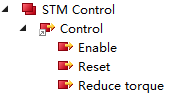 STM Control
Control
Enable
Reset
Reduce torque